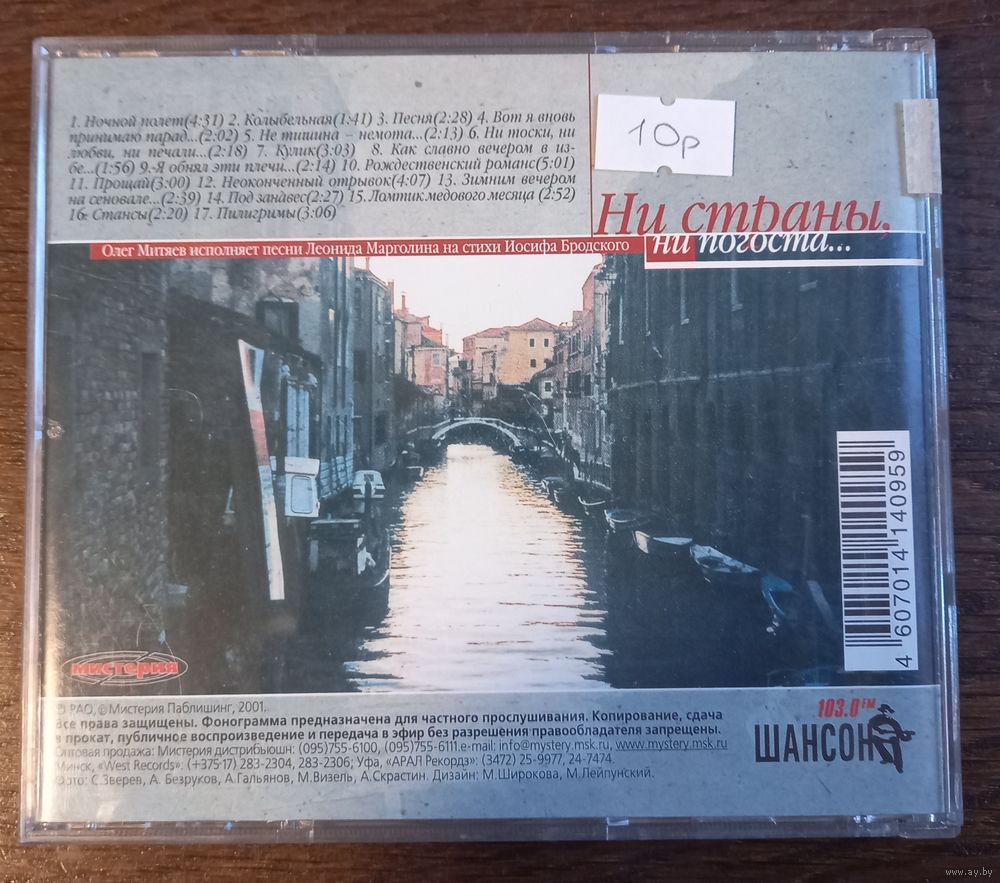 1. Ночной полет(4:31) 2. Колыбельная(1:41) 3. Песня(2:28) 4. Вот я вновь
принимаю парад...(2:02) 5. Не тишина – немота...(2:13) 6. Ни тоски, ни
любви, ни печали...(2:18) 7. Кулик(3:03) 8. Как славно вечером в из-
бе...(1:56) 9.-Я обнял эти плечи...(2:14) 10. Рождественский романс(5:01)
11. Прощай(3:00) 12. Неоконченный отрывок(4:07) 13. Зимним вечером
на сеновале...(2:39) 14. Под занавес(2:27) 15. Ломтик медового месяца (2:52)
16. Стансы(2:20) 17. Пилигримы(3:06)
10р
Ни страны,
ни погоста...
Олег Митяев исполняет песни Леонида Марголина на стихи Иосифа Бродского
4 607014 140959
мистерия
© РАО, ℗ Мистерия Паблишинг, 2001.
Все права защищены. Фонограмма предназначена для частного прослушивания. Копирование, сдача
в прокат, публичное воспроизведение и передача в эфир без разрешения правообладателя запрещены.
Оптовая продажа: Мистерия дистрибьюшн: (095)755-6100, (095)755-6111.e-mail: info@mystery.msk.ru, www.mystery.msk.ru
Минск, «West Records»: (+375-17) 283-2304, 283-2306; Уфа, «АРАЛ Рекордз»: (3472) 25-9977, 24-7474.
Фото: С.Зверев, А. Безруков, А.Гальянов, М.Визель, А.Скрастин. Дизайн: М.Широкова, М.Лейпунский.
103.0 FM
ШАНСОН
www.ay.by